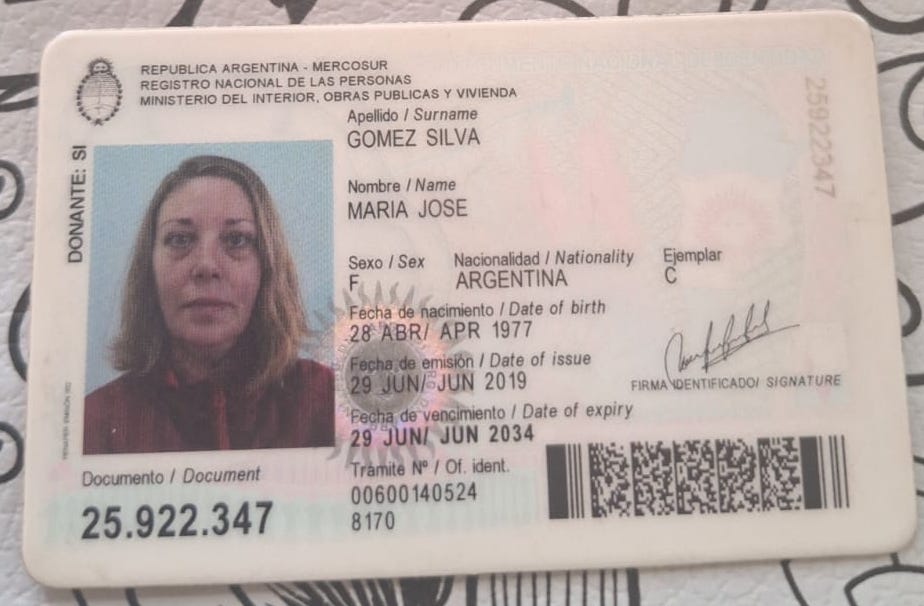 REPUBLICA ARGENTINA - MERCOSUR
REGISTRO NACIONAL DE LAS PERSONAS
MINISTERIO DEL INTERIOR, OBRAS PUBLICAS Y VIVIENDA
Apellido / Surname
GOMEZ SILVA
Nombre / Name
MARIA JOSE
Sexo / Sex Nacionalidad / Nationality Ejemplar
F ARGENTINA C
Fecha de nacimiento / Date of birth
28 ABR/ APR 1977
Fecha de emisión / Date of issue
29 JUN/ JUN 2019
FIRMA IDENTIFICADO/ SIGNATURE
Fecha de vencimiento / Date of expiry
29 JUN/ JUN 2034
Trámite Nº / Of. ident.
00600140524
8170
Documento / Document
25.922.347
DONANTE: SI
25922347